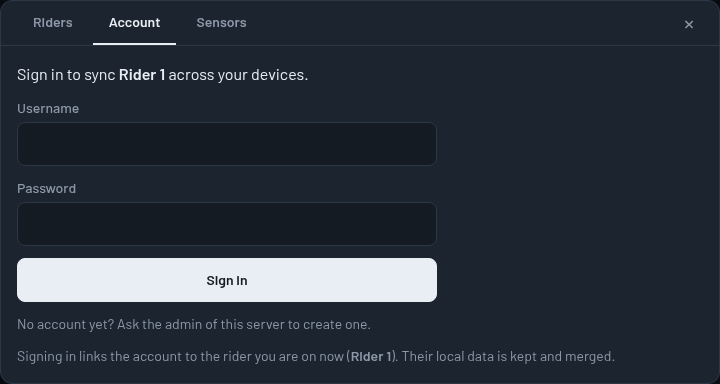 Riders Account Sensors ×
Sign in to sync Rider 1 across your devices.
Username
Password
Sign in
No account yet? Ask the admin of this server to create one.
Signing in links the account to the rider you are on now (Rider 1). Their local data is kept and merged.